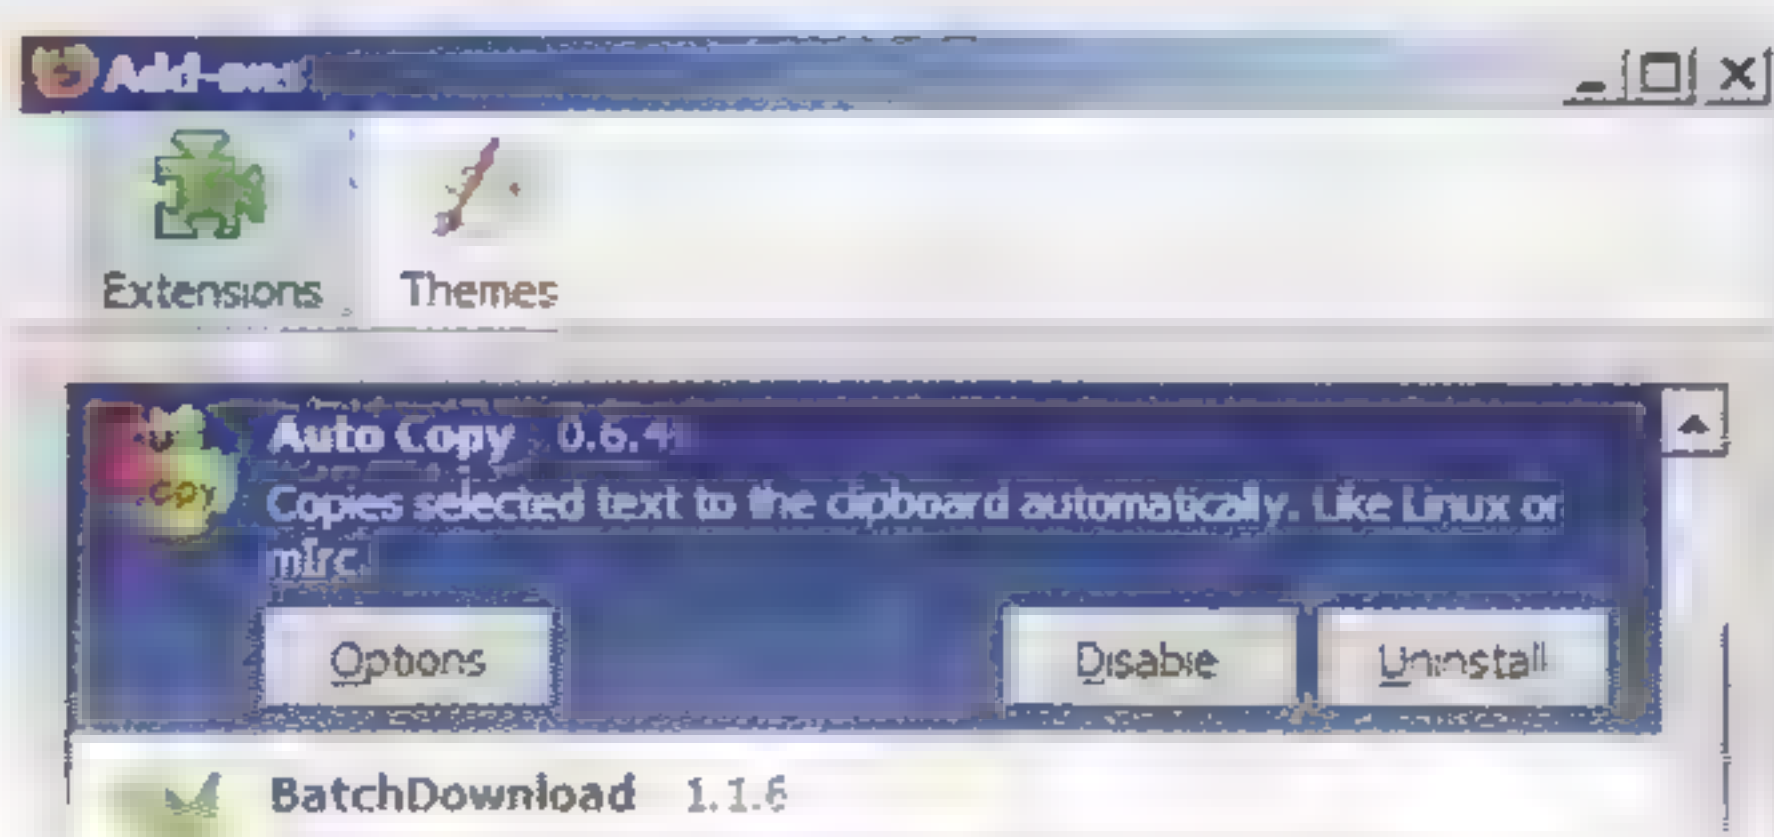 Add-ons
Extensions Themes
Auto Copy 0.6.4
Copies selected text to the clipboard automatically. Like Linux or
mIrc.
Options Disable Uninstall
BatchDownload 1.1.6